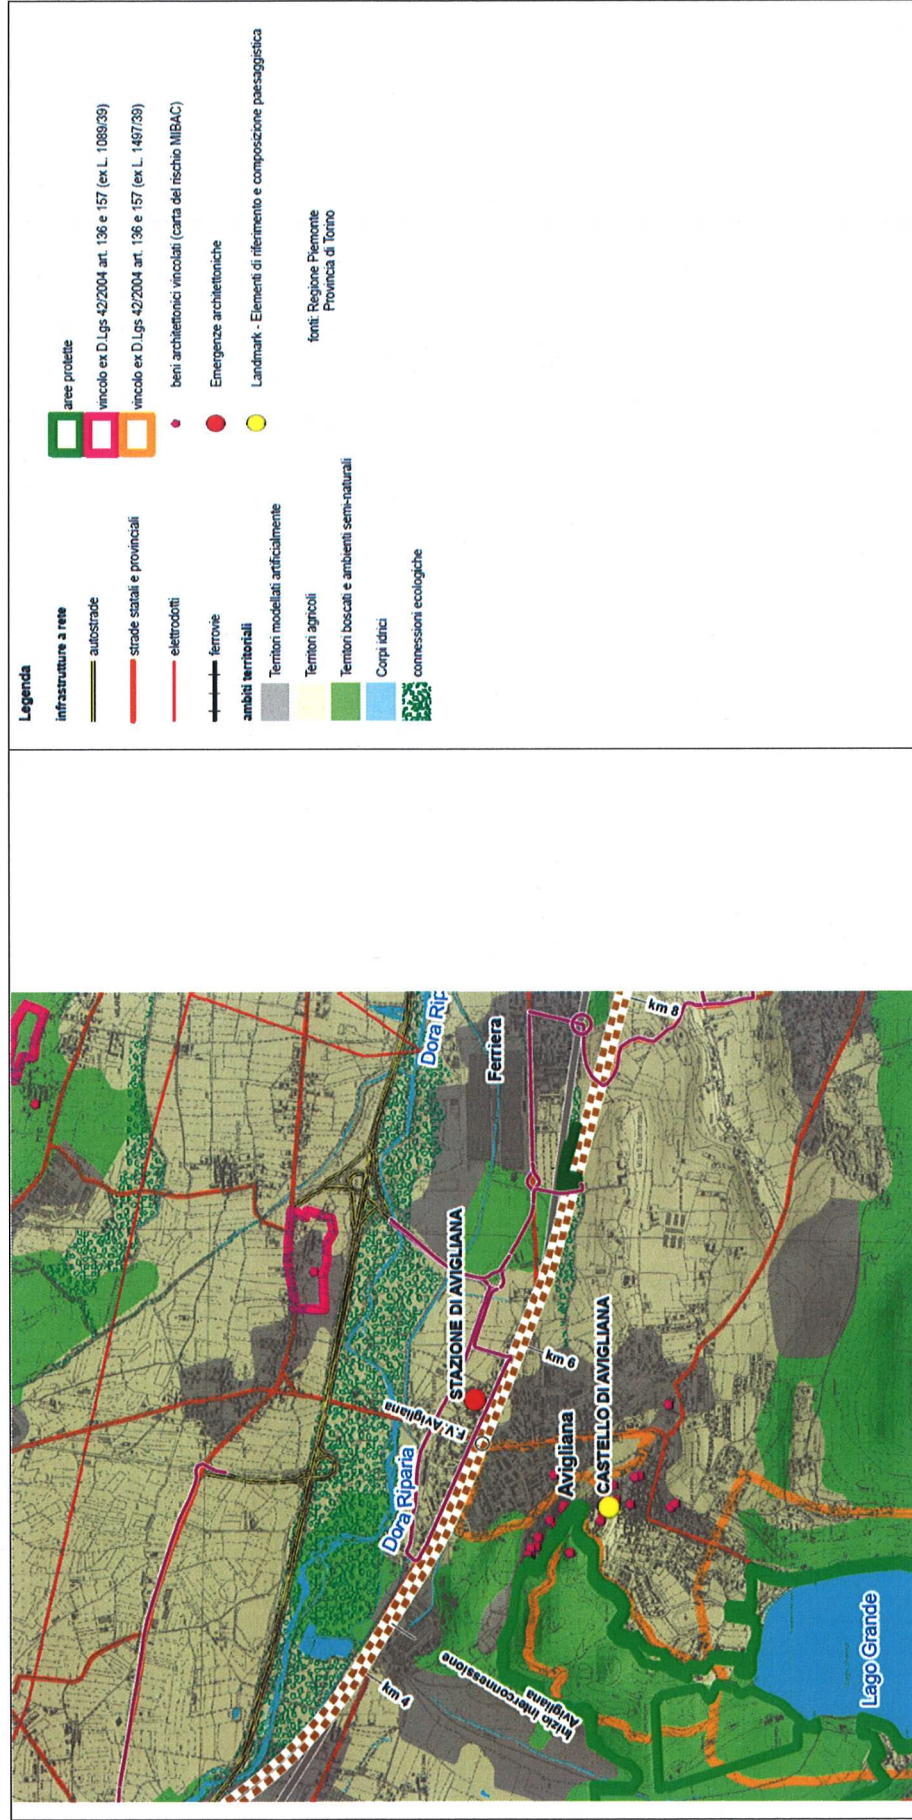 Legenda
infrastrutture a rete
autostrade
strade statali e provinciali
elettrodotti
ferrovie
ambiti territoriali
Territori modellati artificialmente
Territori agricoli
Territori boscati e ambienti semi-naturali
Corpi idrici
connessioni ecologiche
aree protette
vincolo ex D.Lgs 42/2004 art. 136 e 157 (ex L. 1089/39)
vincolo ex D.Lgs 42/2004 art. 136 e 157 (ex L. 1497/39)
beni architettonici vincolati (carta del rischio MIBAC)
Emergenze architettoniche
Landmark - Elementi di riferimento e composizione paesaggistica
fonti: Regione Piemonte
Provincia di Torino
Dora Rip
Ferriera
km 8
STAZIONE DI AVIGLIANA
F.V. Avigliana
Dora Riparia
km 6
Avigliana
CASTELLO DI AVIGLIANA
km 4
Inizio Interconnessione
Avigliana
Lago Grande